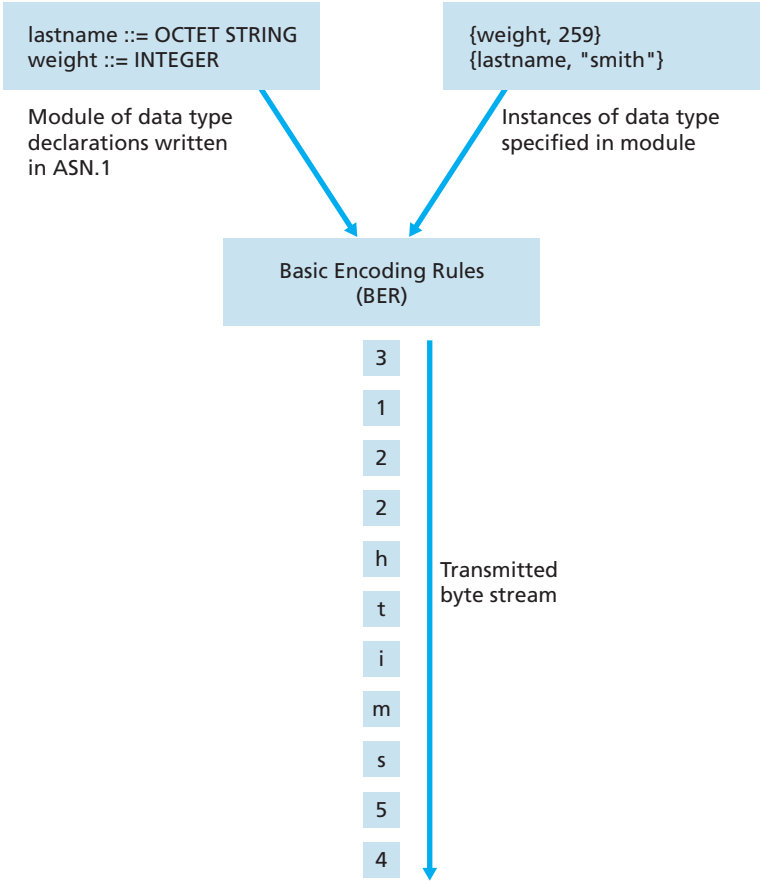 lastname ::= OCTET STRING
weight ::= INTEGER
{weight, 259}
{lastname, "smith"}
Module of data type
declarations written
in ASN.1
Instances of data type
specified in module
Basic Encoding Rules
(BER)
3
1
2
2
h
t
i
m
s
5
4
Transmitted
byte stream